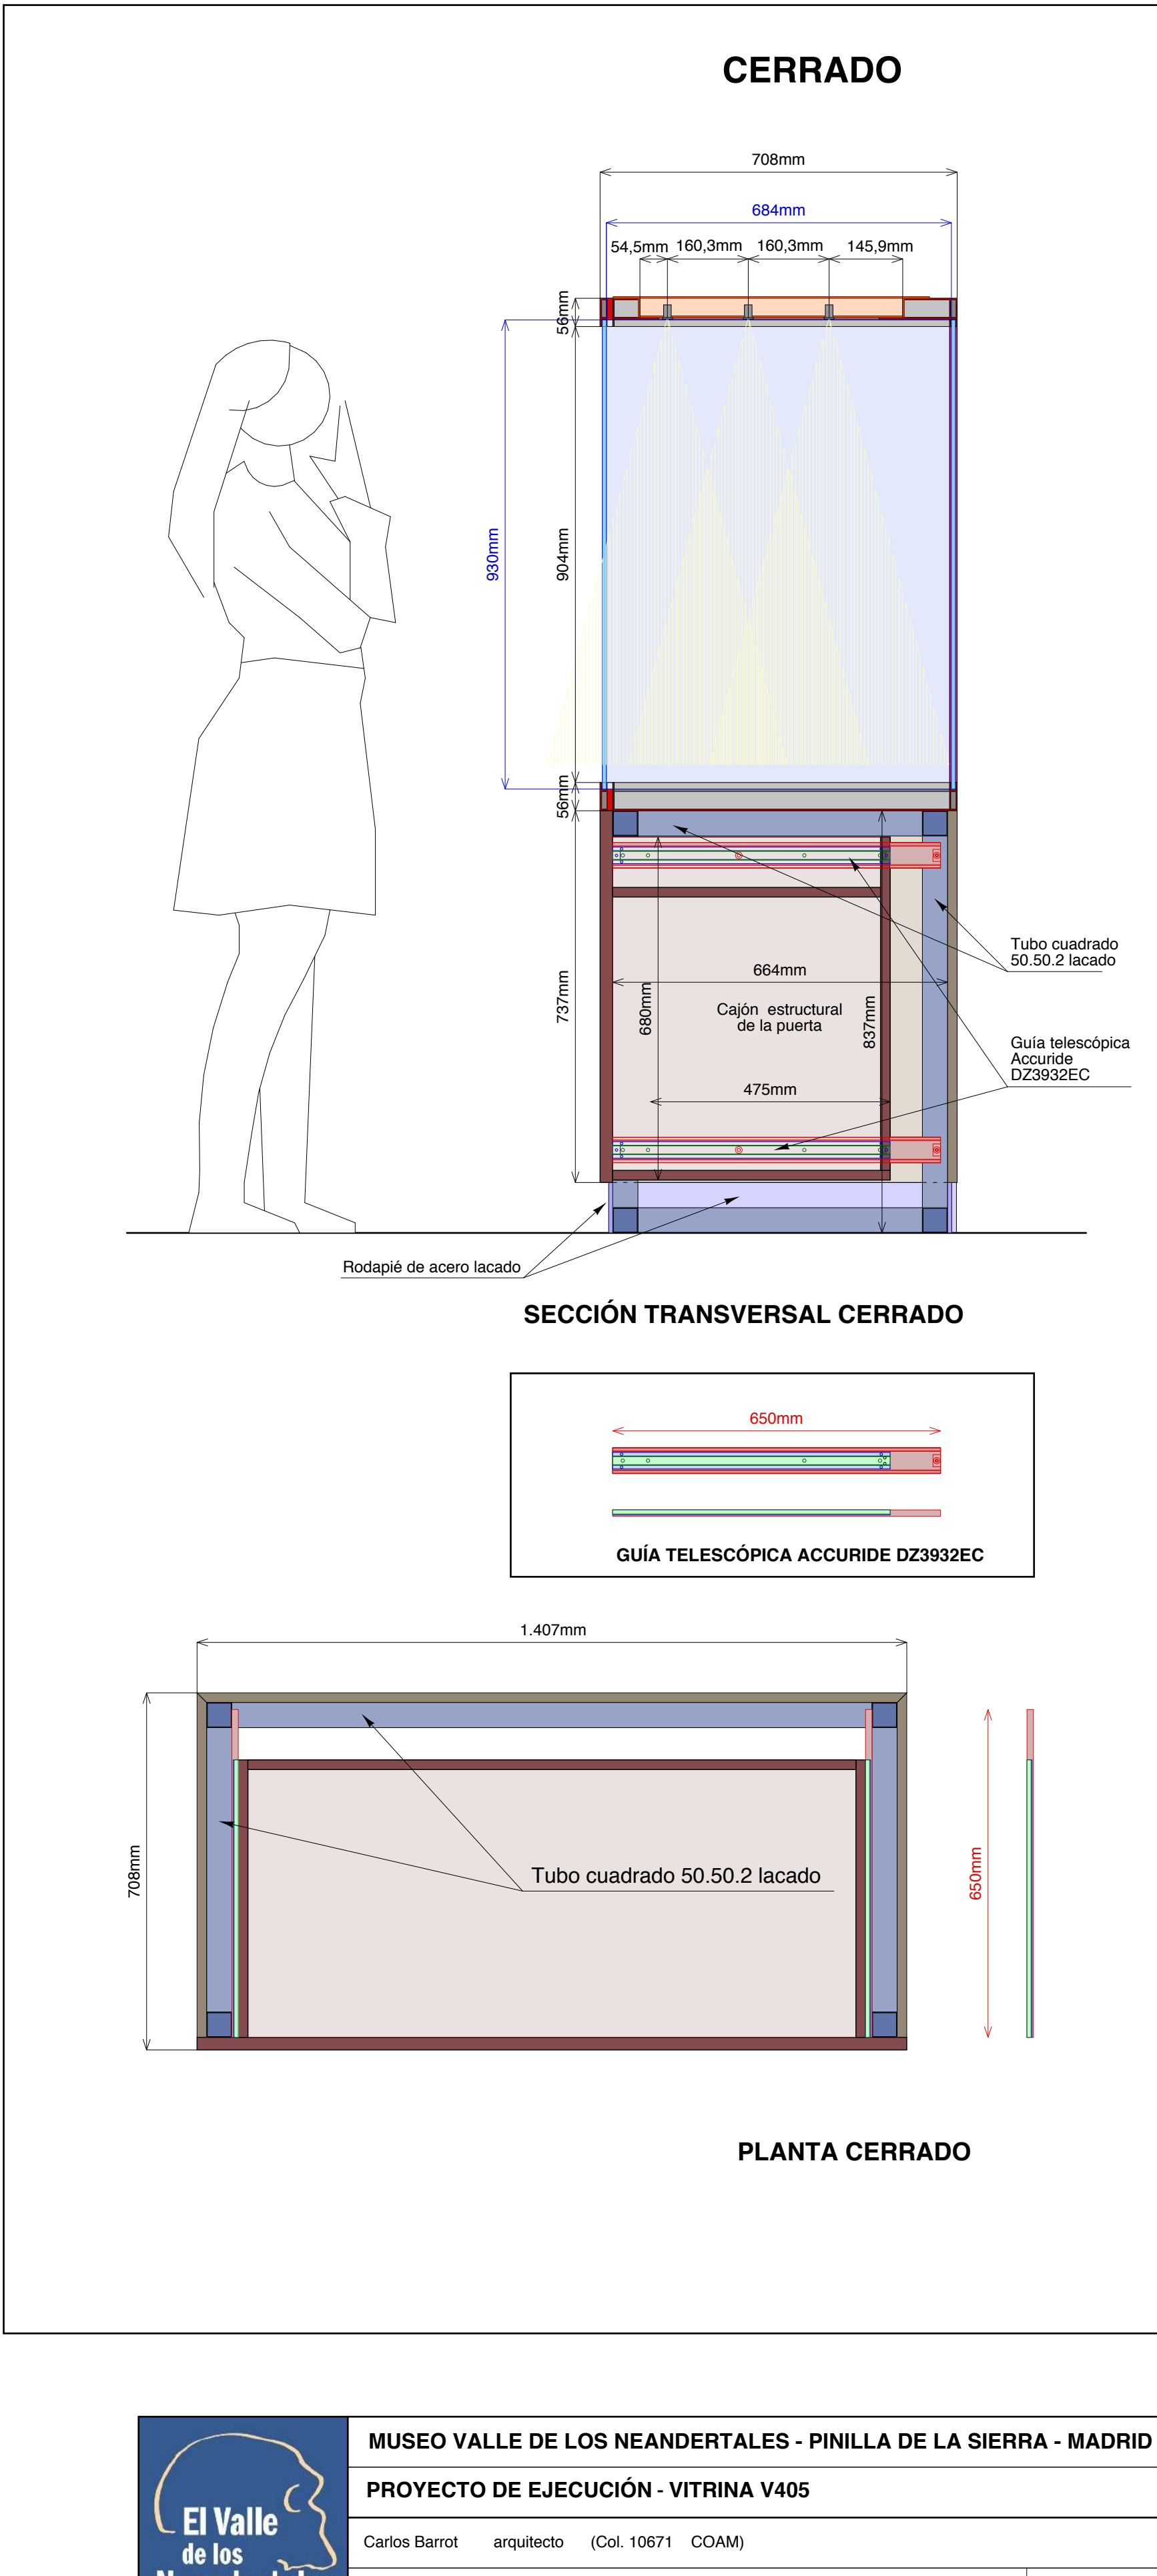 CERRADO
708mm
684mm
54,5mm 160,3mm 160,3mm 145,9mm
56mm
930mm
904mm
56mm
737mm
680mm
664mm
837mm
Cajón estructural
de la puerta
475mm
Tubo cuadrado
50.50.2 lacado
Guía telescópica
Accuride
DZ3932EC
Rodapié de acero lacado
SECCIÓN TRANSVERSAL CERRADO
650mm
GUÍA TELESCÓPICA ACCURIDE DZ3932EC
1.407mm
708mm
Tubo cuadrado 50.50.2 lacado
650mm
PLANTA CERRADO
MUSEO VALLE DE LOS NEANDERTALES - PINILLA DE LA SIERRA - MADRID
PROYECTO DE EJECUCIÓN - VITRINA V405
Carlos Barrot arquitecto (Col. 10671 COAM)
El Valle
de los